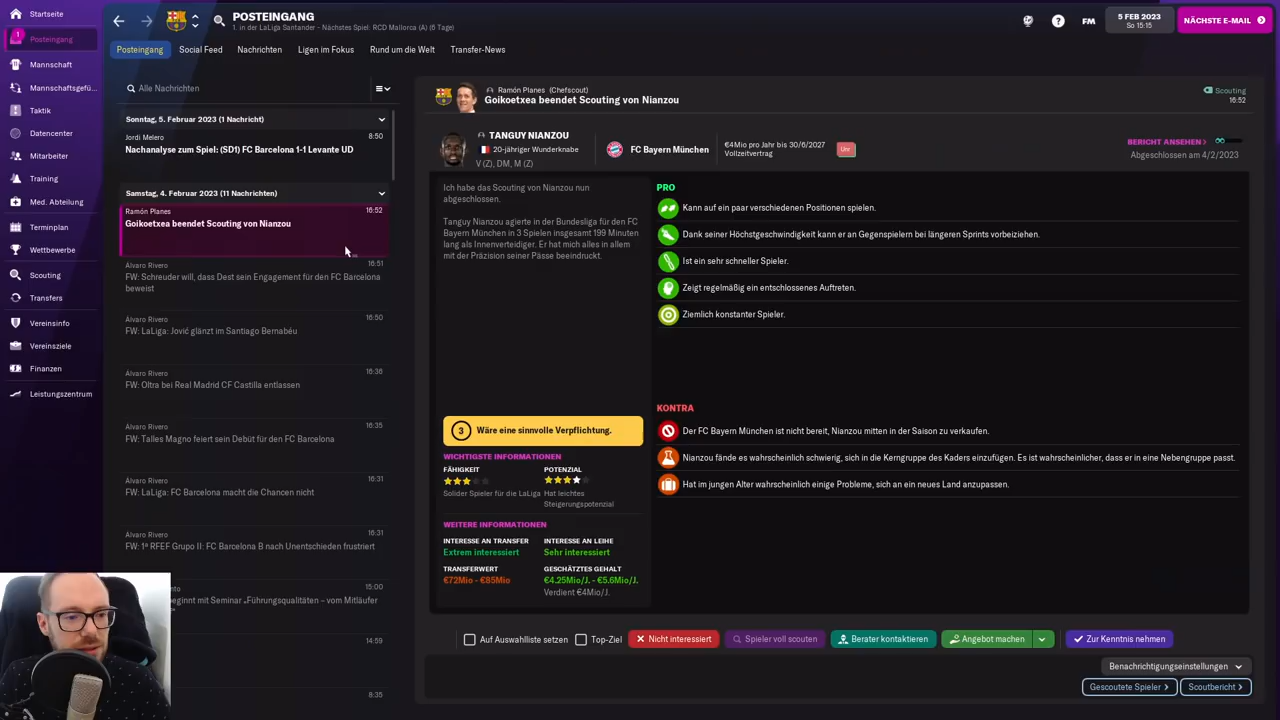 Startseite
POSTEINGANG
1. in der LaLiga Santander - Nächstes Spiel: RCD Mallorca (A) (6 Tage)
FM
5 FEB 2023
So 15:15
NÄCHSTE E-MAIL
1
Posteingang
Mannschaft
Mannschaftsgefü...
Taktik
Datencenter
Mitarbeiter
Training
Med. Abteilung
Terminplan
Wettbewerbe
Scouting
Transfers
Vereinsinfo
Vereinsziele
Finanzen
Leistungszentrum
Posteingang
Social Feed
Nachrichten
Ligen im Fokus
Rund um die Welt
Transfer-News
Alle Nachrichten
Sonntag, 5. Februar 2023 (1 Nachricht)
Jordi Melero
8:50
Nachanalyse zum Spiel: (SD1) FC Barcelona 1-1 Levante UD
Samstag, 4. Februar 2023 (11 Nachrichten)
Ramón Planes
16:52
Goikoetxea beendet Scouting von Nianzou
Álvaro Rivero
16:51
FW: Schreuder will, dass Dest sein Engagement für den FC Barcelona
beweist
Álvaro Rivero
16:50
FW: LaLiga: Jović glänzt im Santiago Bernabéu
Álvaro Rivero
16:36
FW: Oltra bei Real Madrid CF Castilla entlassen
Álvaro Rivero
16:35
FW: Talles Magno feiert sein Debüt für den FC Barcelona
Álvaro Rivero
16:31
FW: LaLiga: FC Barcelona macht die Chancen nicht
Álvaro Rivero
16:31
FW: 1ª RFEF Grupo II: FC Barcelona B nach Unentschieden frustriert
15:00
beginnt mit Seminar „Führungsqualitäten – vom Mitläufer
14:59
8:35
Ramón Planes (Chefscout)
Goikoetxea beendet Scouting von Nianzou
Scouting
16:52
TANGUY NIANZOU
20-jähriger Wunderknabe
V (Z), DM, M (Z)
FC Bayern München
€4Mio pro Jahr bis 30/6/2027
Vollzeitvertrag
Unr
BERICHT ANSEHEN >
Abgeschlossen am 4/2/2023
Ich habe das Scouting von Nianzou nun
abgeschlossen.
Tanguy Nianzou agierte in der Bundesliga für den FC
Bayern München in 3 Spielen insgesamt 199 Minuten
lang als Innenverteidiger. Er hat mich alles in allem
mit der Präzision seiner Pässe beeindruckt.
3
Wäre eine sinnvolle Verpflichtung.
WICHTIGSTE INFORMATIONEN
FÄHIGKEIT
POTENZIAL
Solider Spieler für die LaLiga
Hat leichtes
Steigerungspotenzial
WEITERE INFORMATIONEN
INTERESSE AN TRANSFER
INTERESSE AN LEIHE
Extrem interessiert
Sehr interessiert
TRANSFERWERT
GESCHÄTZTES GEHALT
€72Mio - €85Mio
€4.25Mio/J. - €5.6Mio/J.
Verdient €4Mio/J.
PRO
Kann auf ein paar verschiedenen Positionen spielen.
Dank seiner Höchstgeschwindigkeit kann er an Gegenspielern bei längeren Sprints vorbeiziehen.
Ist ein sehr schneller Spieler.
Zeigt regelmäßig ein entschlossenes Auftreten.
Ziemlich konstanter Spieler.
KONTRA
Der FC Bayern München ist nicht bereit, Nianzou mitten in der Saison zu verkaufen.
Nianzou fände es wahrscheinlich schwierig, sich in die Kerngruppe des Kaders einzufügen. Es ist wahrscheinlicher, dass er in eine Nebengruppe passt.
Hat im jungen Alter wahrscheinlich einige Probleme, sich an ein neues Land anzupassen.
Auf Auswahlliste setzen
Top-Ziel
Nicht interessiert
Spieler voll scouten
Berater kontaktieren
Angebot machen
Zur Kenntnis nehmen
Benachrichtigungseinstellungen
Gescoutete Spieler >
Scoutbericht >